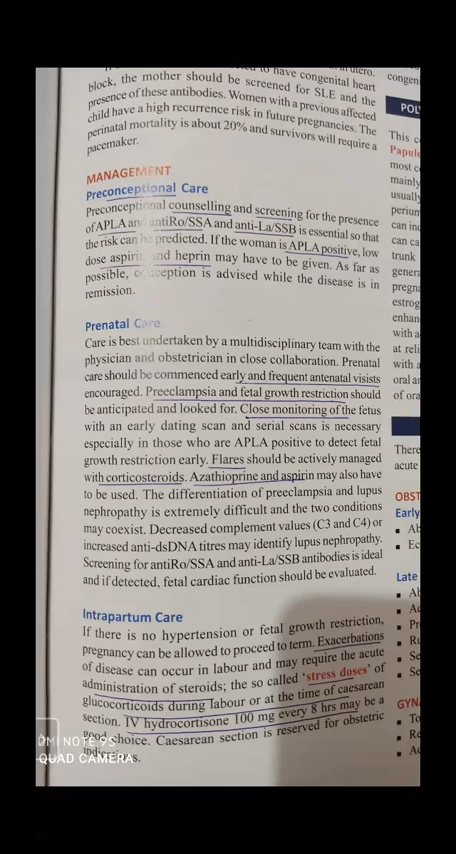 to have congenital heart
block, the mother should be screened for SLE and the
presence of these antibodies. Women with a previous affected
child have a high recurrence risk in future pregnancies. The
perinatal mortality is about 20% and survivors will require a
pacemaker.
MANAGEMENT
Preconceptional Care
Preconceptional counselling and screening for the presence
of APLA and antiRo/SSA and anti-La/SSB is essential so that
the risk can be predicted. If the woman is APLA positive, low
dose aspirin and heprin may have to be given. As far as
possible, conception is advised while the disease is in
remission.
Prenatal Care
Care is best undertaken by a multidisciplinary team with the
physician and obstetrician in close collaboration. Prenatal
care should be commenced early and frequent antenatal visists
encouraged. Preeclampsia and fetal growth restriction should
be anticipated and looked for. Close monitoring of the fetus
with an early dating scan and serial scans is necessary
especially in those who are APLA positive to detect fetal
growth restriction early. Flares should be actively managed
with corticosteroids. Azathioprine and aspirin may also have
to be used. The differentiation of preeclampsia and lupus
nephropathy is extremely difficult and the two conditions
may coexist. Decreased complement values (C3 and C4) or
increased anti-dsDNA titres may identify lupus nephropathy.
Screening for antiRo/SSA and anti-La/SSB antibodies is ideal
and if detected, fetal cardiac function should be evaluated.
Intrapartum Care
If there is no hypertension or fetal growth restriction,
pregnancy can be allowed to proceed to term. Exacerbations
of disease can occur in labour and may require the acute
administration of steroids; the so called 'stress doses' of
glucocorticoids during labour or at the time of caesarean
section. IV hydrocortisone 100 mg every 8 hrs may be a
good choice. Caesarean section is reserved for obstetric
indications.
congeni
POL
This c
Papul
most c
mainly
usually
perium
can inc
can ca
trunk
genera
pregna
estrog
enhan
with a
at reli
with a
oral an
of ora
There
acute
OBST
Early
▪ Ab
▪ Ec
Late
▪ Ab
▪ Ac
▪ Pr
▪ Ru
▪ Se
▪ Se
GYN
▪ To
▪ Re
▪ Ac
DMI NOTE 9S
QUAD CAMERA